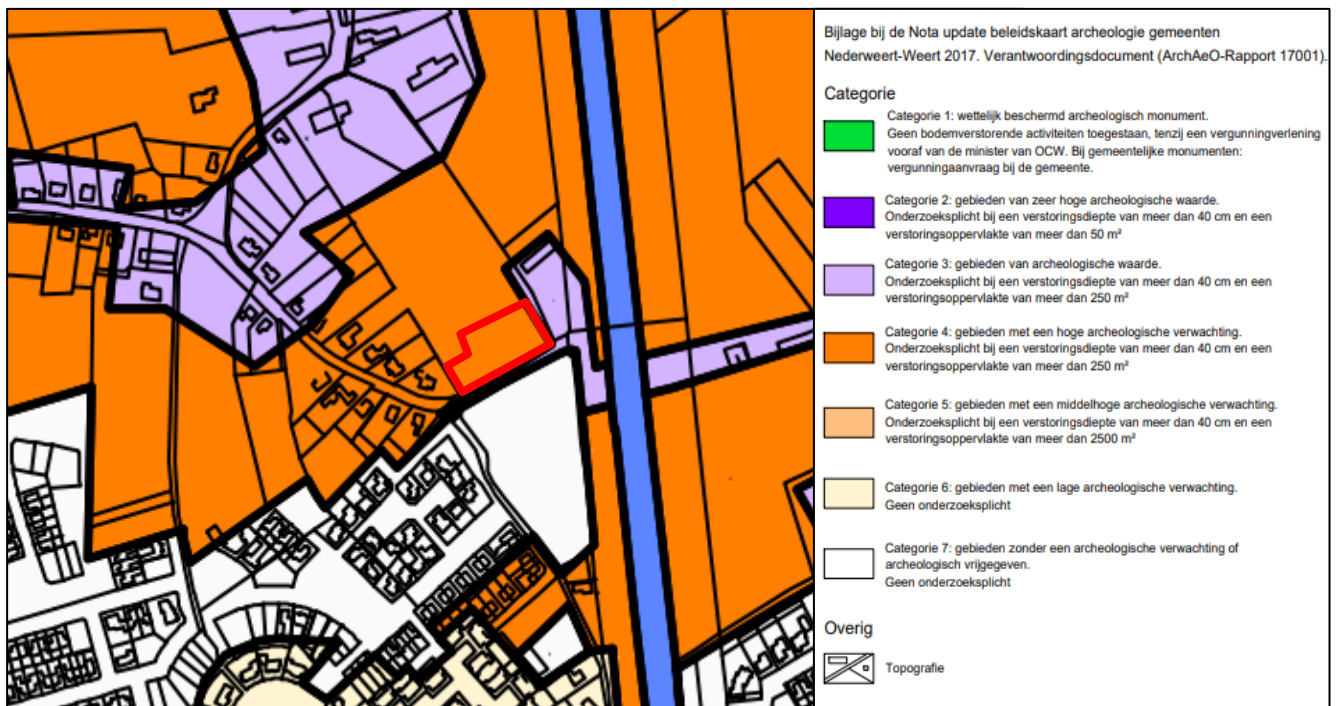 Bijlage bij de Nota update beleidskaart archeologie gemeenten
Nederweert-Weert 2017. Verantwoordingsdocument (ArchAeO-Rapport 17001).
Categorie
Categorie 1: wettelijk beschermd archeologisch monument.
Geen bodemverstorende activiteiten toegestaan, tenzij een vergunningverlening
vooraf van de minister van OCW. Bij gemeentelijke monumenten:
vergunningaanvraag bij de gemeente.
Categorie 2: gebieden van zeer hoge archeologische waarde.
Onderzoeksplicht bij een verstoringsdiepte van meer dan 40 cm en een
verstoringsoppervlakte van meer dan 50 m²
Categorie 3: gebieden van archeologische waarde.
Onderzoeksplicht bij een verstoringsdiepte van meer dan 40 cm en een
verstoringsoppervlakte van meer dan 250 m²
Categorie 4: gebieden met een hoge archeologische verwachting.
Onderzoeksplicht bij een verstoringsdiepte van meer dan 40 cm en een
verstoringsoppervlakte van meer dan 250 m²
Categorie 5: gebieden met een middelhoge archeologische verwachting.
Onderzoeksplicht bij een verstoringsdiepte van meer dan 40 cm en een
verstoringsoppervlakte van meer dan 2500 m²
Categorie 6: gebieden met een lage archeologische verwachting.
Geen onderzoeksplicht
Categorie 7: gebieden zonder een archeologische verwachting of
archeologisch vrijgegeven.
Geen onderzoeksplicht
Overig
Topografie